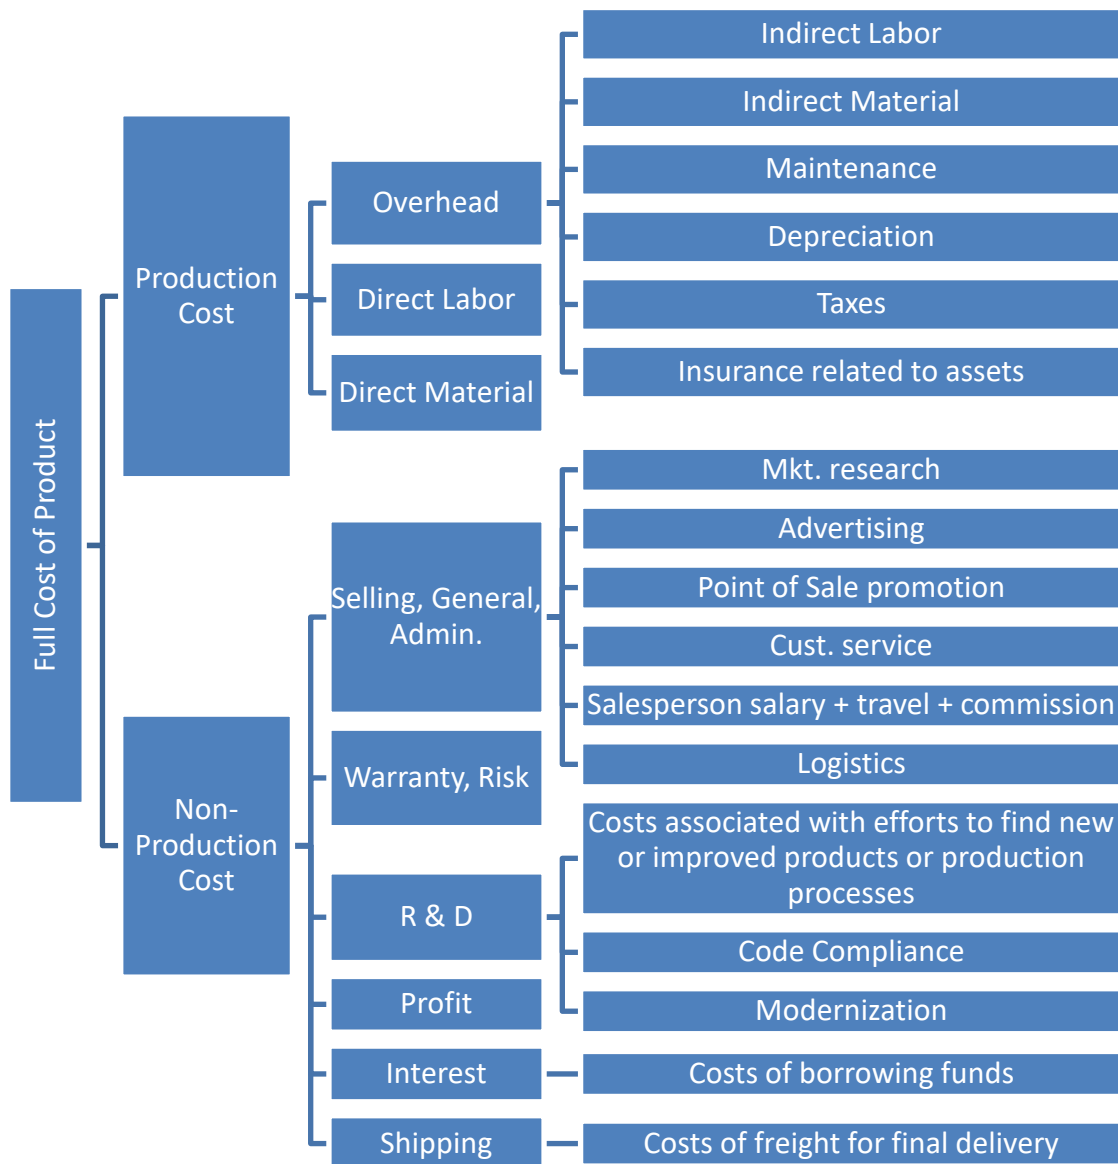 Full Cost of Product
Production
Cost
Overhead
Indirect Labor
Indirect Material
Maintenance
Depreciation
Taxes
Insurance related to assets
Direct Labor
Direct Material
Non-
Production
Cost
Selling, General,
Admin.
Mkt. research
Advertising
Point of Sale promotion
Cust. service
Salesperson salary + travel + commission
Logistics
Warranty, Risk
R & D
Costs associated with efforts to find new
or improved products or production
processes
Code Compliance
Modernization
Profit
Interest
Costs of borrowing funds
Shipping
Costs of freight for final delivery